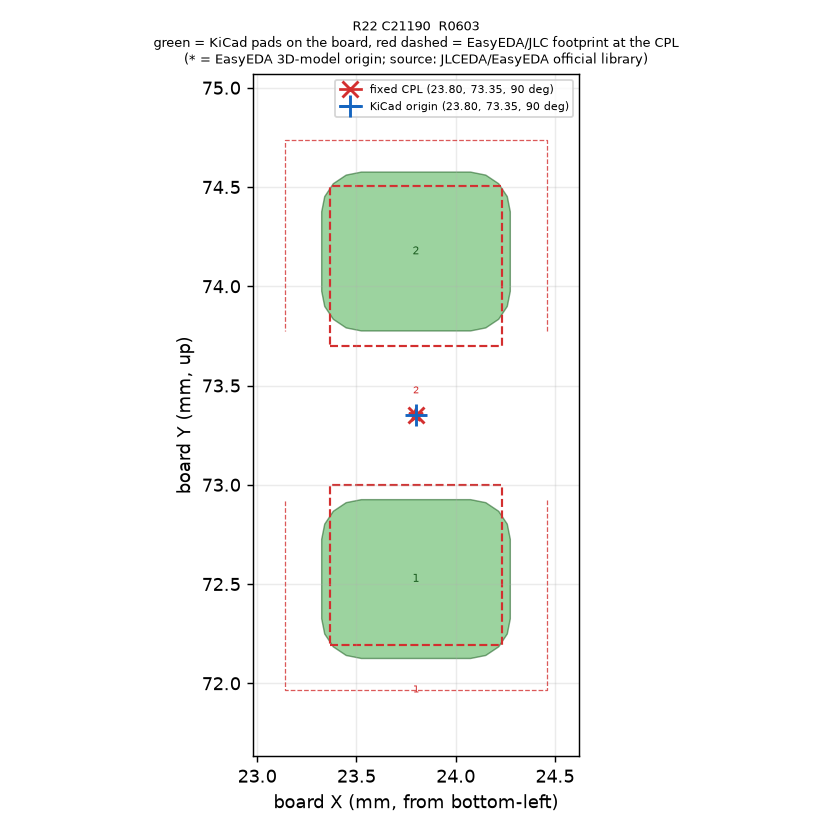 R22 C21190 R0603
green = KiCad pads on the board, red dashed = EasyEDA/JLC footprint at the CPL
(* = EasyEDA 3D-model origin; source: JLCEDA/EasyEDA official library)
fixed CPL (23.80, 73.35, 90 deg)
KiCad origin (23.80, 73.35, 90 deg)
75.0
74.5
2
74.0
73.5
2
73.0
72.5
1
72.0
1
23.0 23.5 24.0 24.5
board X (mm, from bottom-left)
board Y (mm, up)